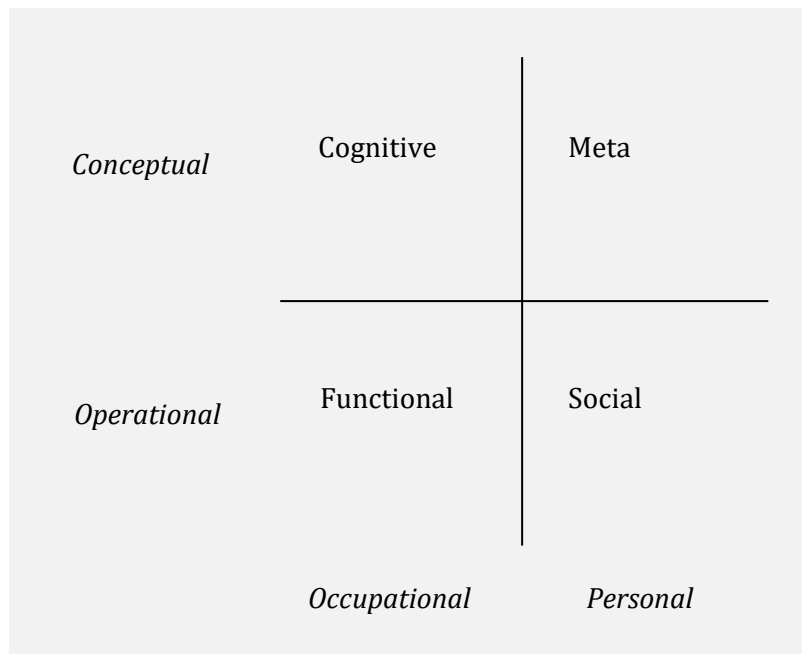 Conceptual
Cognitive
Meta
Operational
Functional
Social
Occupational
Personal